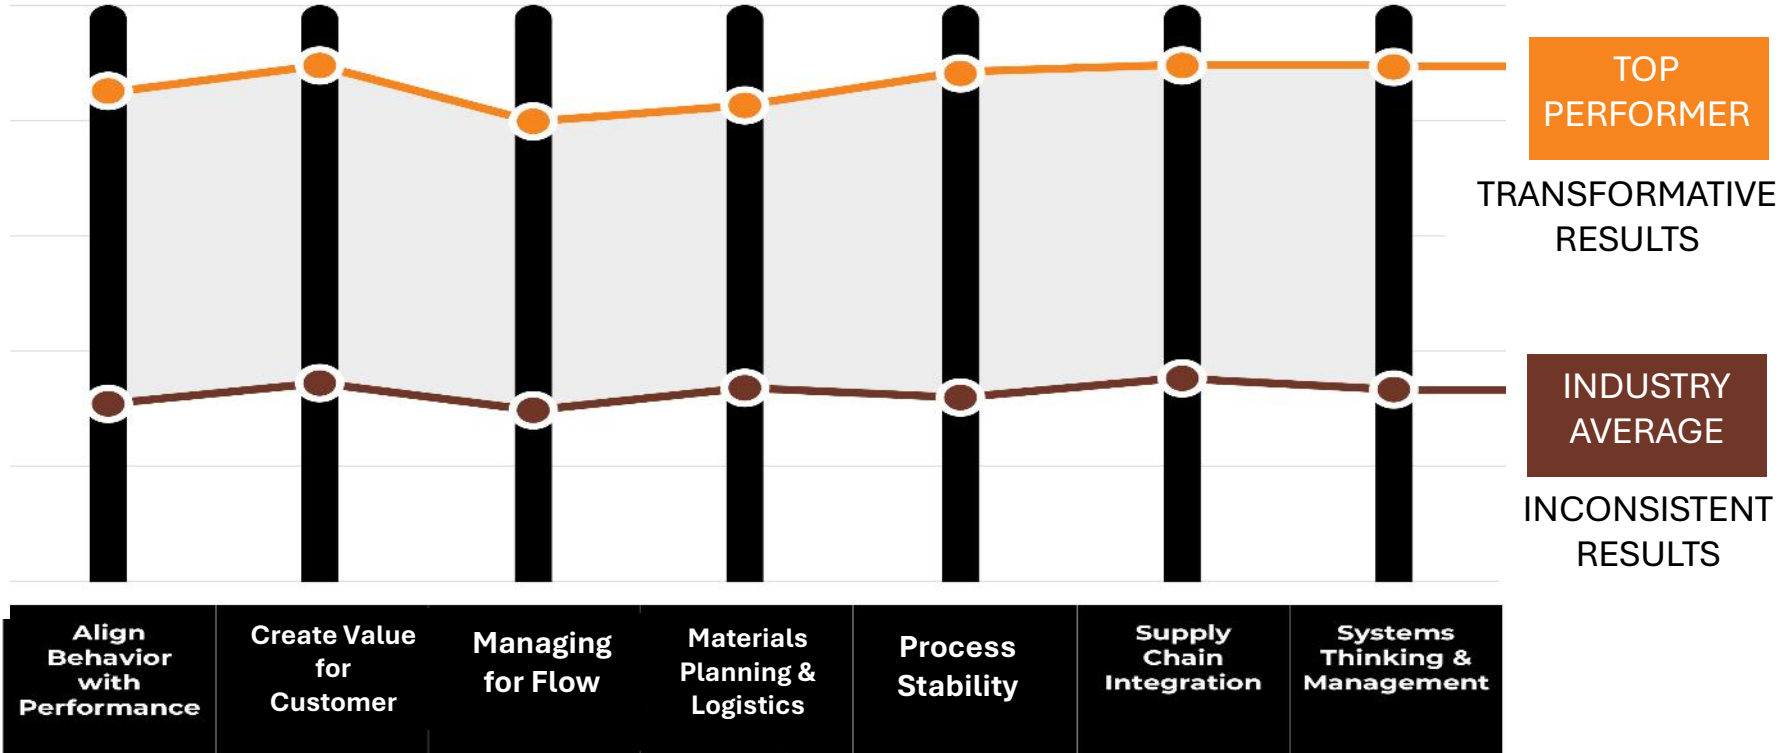 TOP
PERFORMER
TRANSFORMATIVE
RESULTS
INDUSTRY
AVERAGE
INCONSISTENT
RESULTS
Align
Behavior
with
Performance
Create Value
for
Customer
Managing
for Flow
Materials
Planning &
Logistics
Process
Stability
Supply
Chain
Integration
Systems
Thinking &
Management